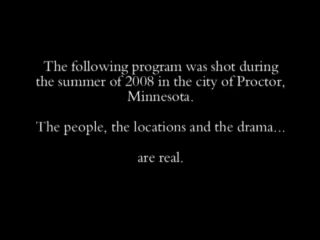 The following program was shot during
the summer of 2008 in the city of Proctor,
Minnesota.
The people, the locations and the drama...
are real.